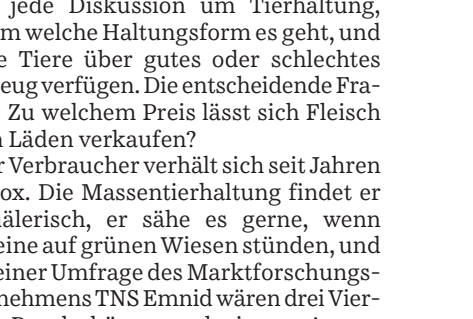 jede Diskussion um Tierhaltung,
m welche Haltungsform es geht, und
e Tiere über gutes oder schlechtes
eug verfügen. Die entscheidende Fra-
Zu welchem Preis lässt sich Fleisch
n Läden verkaufen?
r Verbraucher verhält sich seit Jahren
ox. Die Massentierhaltung findet er
älerisch, er sähe es gerne, wenn
eine auf grünen Wiesen stünden, und
einer Umfrage des Marktforschungs-
nehmens TNS Emnid wären drei Vier-